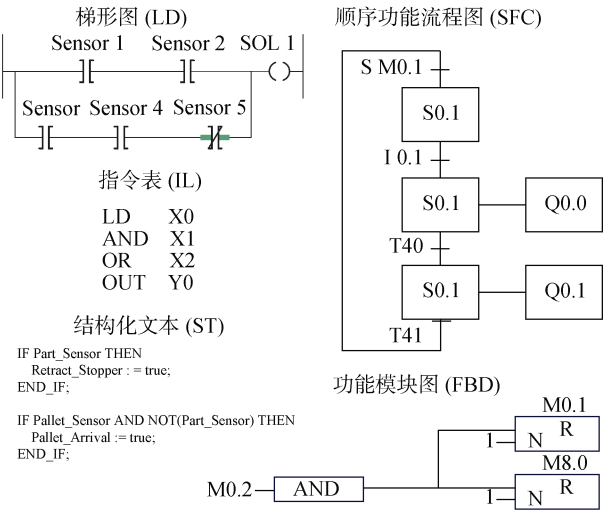 梯形图 (LD)
Sensor 1 Sensor 2 SOL 1
Sensor Sensor 4 Sensor 5
指令表 (IL)
LD X0
AND X1
OR X2
OUT Y0
结构化文本 (ST)
IF Part_Sensor THEN
Retract_Stopper : = true;
END_IF;
IF Pallet_Sensor AND NOT(Part_Sensor) THEN
Pallet_Arrival := true;
END_IF;
顺序功能流程图 (SFC)
S M0.1
S0.1
I 0.1
S0.1 Q0.0
T40
S0.1 Q0.1
T41
功能模块图 (FBD)
M0.1
R
1 N
M8.0
R
1 N
M0.2 AND